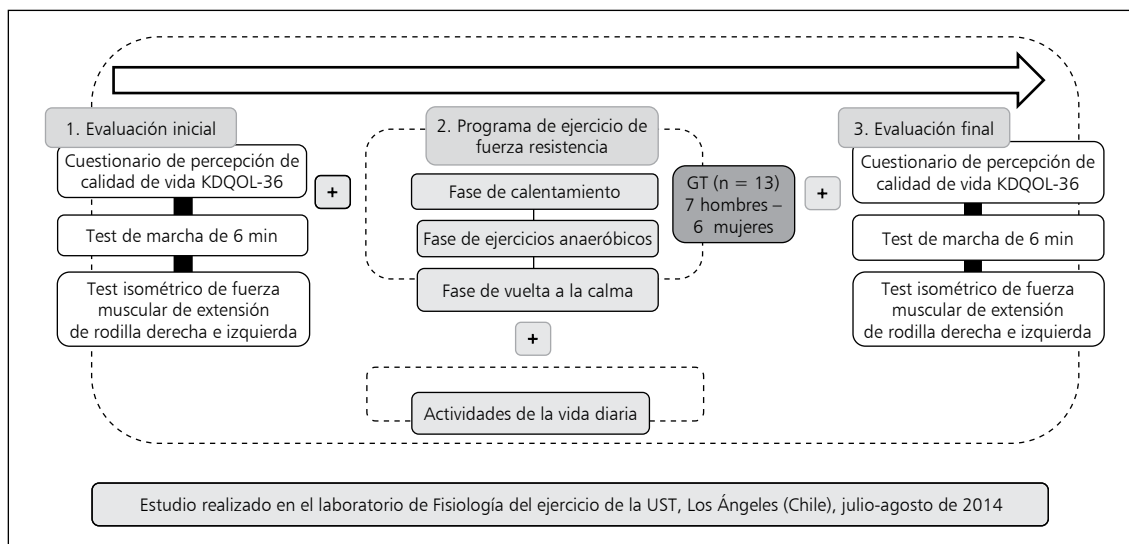 1. Evaluación inicial
Cuestionario de percepción de
calidad de vida KDQOL-36
Test de marcha de 6 min
Test isométrico de fuerza
muscular de extensión
de rodilla derecha e izquierda
+
2. Programa de ejercicio de
fuerza resistencia
Fase de calentamiento
Fase de ejercicios anaeróbicos
Fase de vuelta a la calma
+
Actividades de la vida diaria
GT (n = 13)
7 hombres –
6 mujeres
+
3. Evaluación final
Cuestionario de percepción de
calidad de vida KDQOL-36
Test de marcha de 6 min
Test isométrico de fuerza
muscular de extensión
de rodilla derecha e izquierda
Estudio realizado en el laboratorio de Fisiología del ejercicio de la UST, Los Ángeles (Chile), julio-agosto de 2014